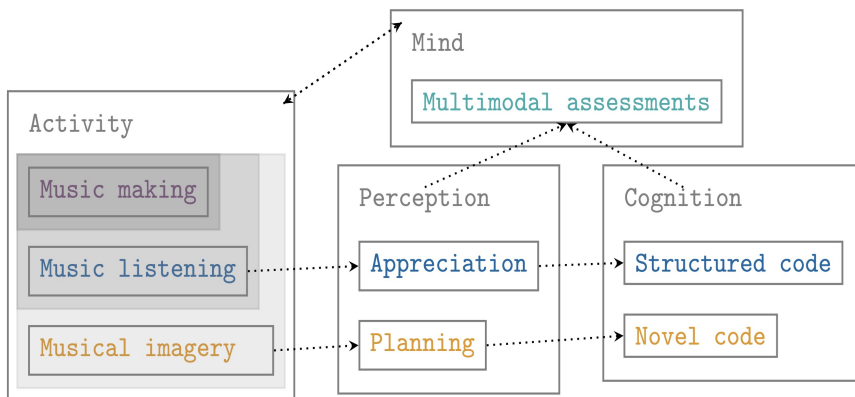 Mind
Multimodal assessments
Activity
Music making
Music listening
Musical imagery
Perception
Appreciation
Planning
Cognition
Structured code
Novel code